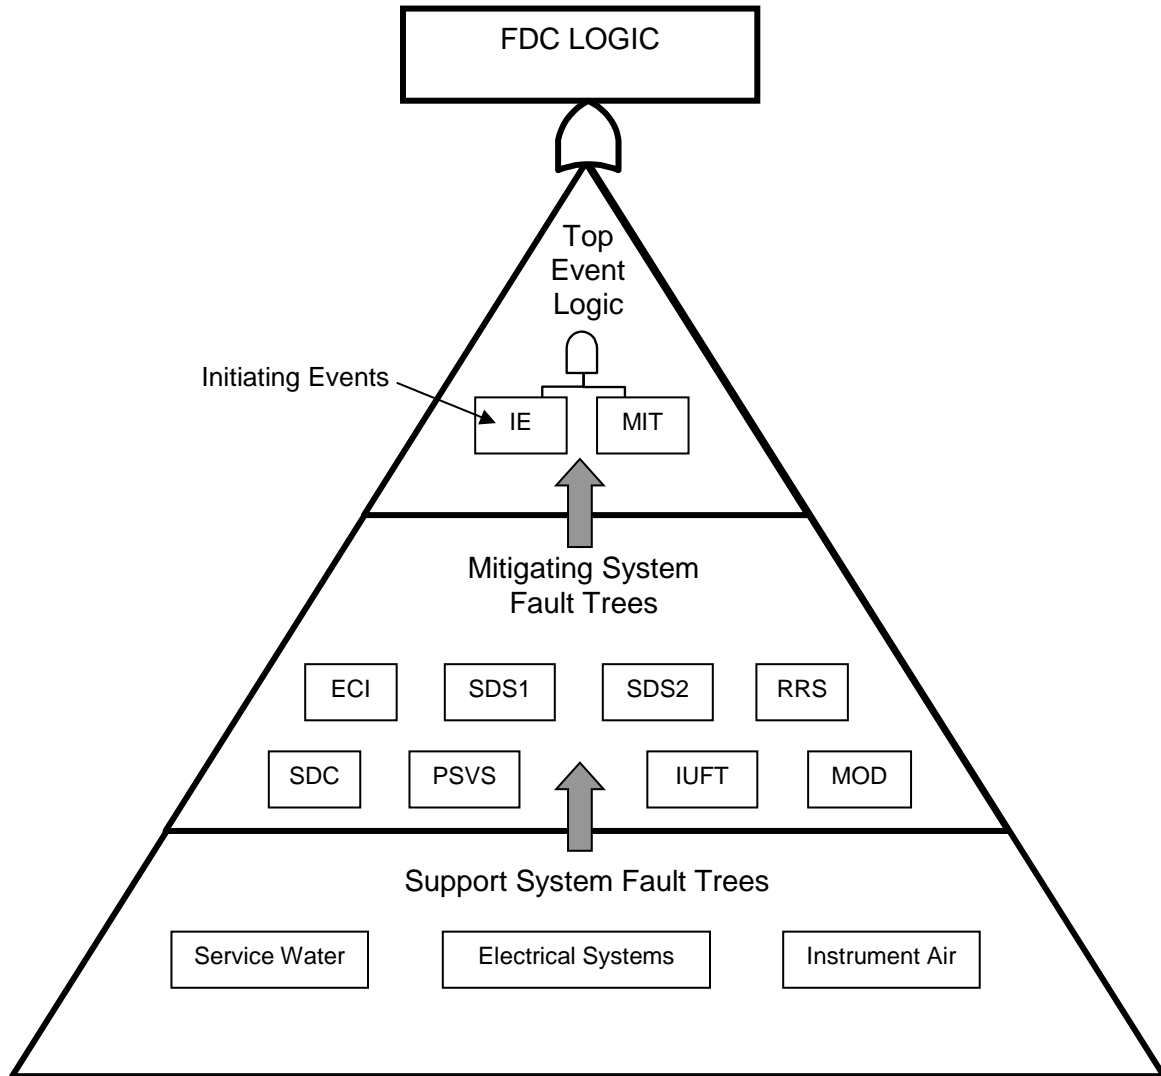 FDC LOGIC
Top
Event
Logic
Initiating Events
IE
MIT
Mitigating System
Fault Trees
ECI
SDS1
SDS2
RRS
SDC
PSVS
IUFT
MOD
Support System Fault Trees
Service Water
Electrical Systems
Instrument Air